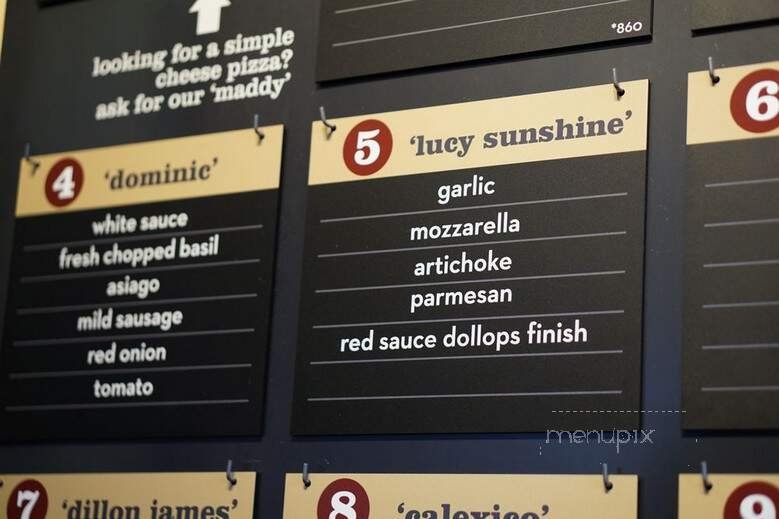 looking for a simple
cheese pizza?
ask for our 'maddy'
*860
4 'dominic'
white sauce
fresh chopped basil
asiago
mild sausage
red onion
tomato
5 'lucy sunshine'
garlic
mozzarella
artichoke
parmesan
red sauce dollops finish
6
7 'dillon james'
8 'calexico'
9
menupix